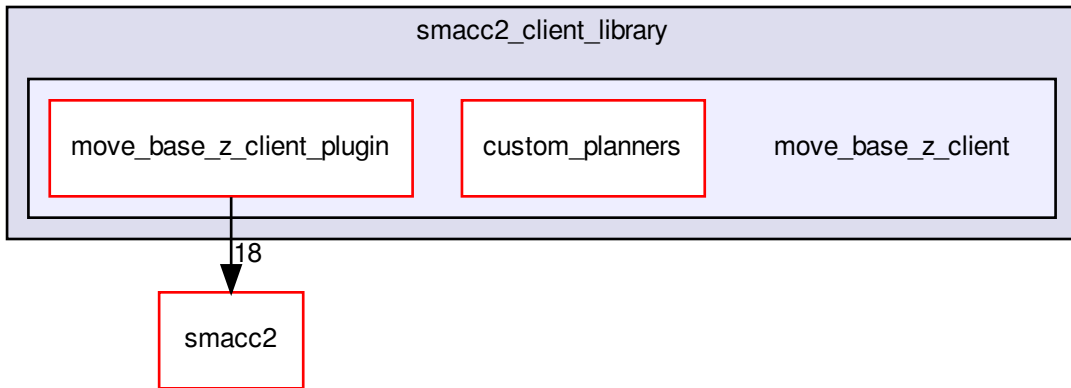 smacc2_client_library
move_base_z_client_plugin
custom_planners
move_base_z_client
18
smacc2